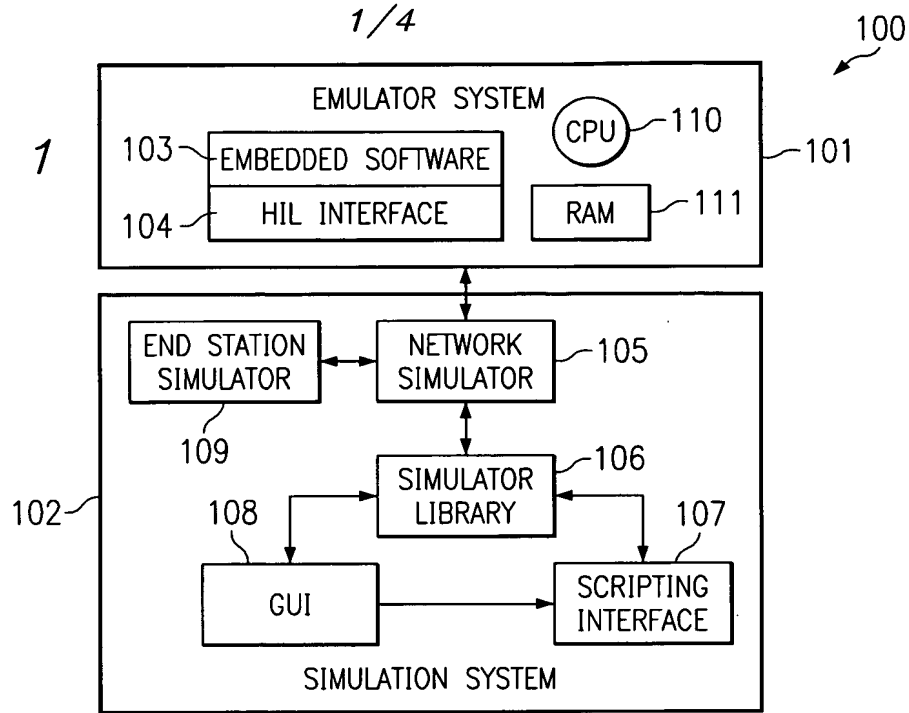 1/4
100
EMULATOR SYSTEM
CPU
110
1
103
EMBEDDED SOFTWARE
101
104
HIL INTERFACE
RAM
111
END STATION
SIMULATOR
NETWORK
SIMULATOR
105
109
SIMULATOR
LIBRARY
106
102
108
107
GUI
SCRIPTING
INTERFACE
SIMULATION SYSTEM